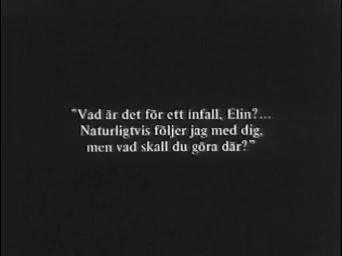 "Vad är det för ett infall, Elin?...
Naturligtvis följer jag med dig,
men vad skall du göra där?"